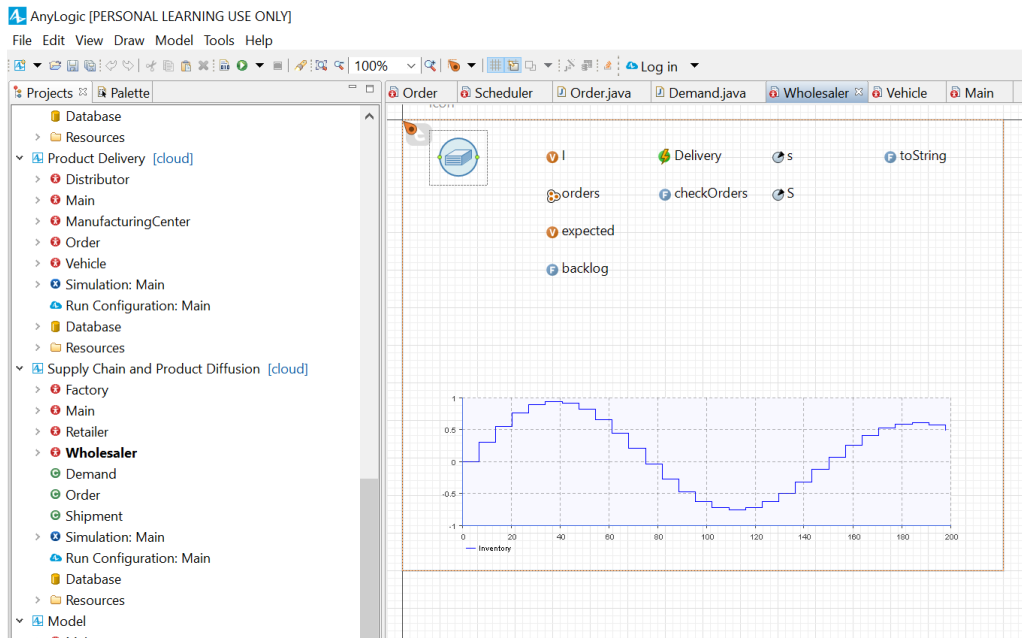 AnyLogic [PERSONAL LEARNING USE ONLY]
File Edit View Draw Model Tools Help
100% Log in
Projects Palette
Order Scheduler Order.java Demand.java Wholesaler Vehicle Main
Database
Resources
Product Delivery [cloud]
Distributor
Main
ManufacturingCenter
Order
Vehicle
Simulation: Main
Run Configuration: Main
Database
Resources
Supply Chain and Product Diffusion [cloud]
Factory
Main
Retailer
Wholesaler
Demand
Order
Shipment
Simulation: Main
Run Configuration: Main
Database
Resources
Model
I Delivery s toString
orders checkOrders S
expected
backlog
1
0.5
0
-0.5
-1
0 20 40 60 80 100 120 140 160 180 200
Inventory